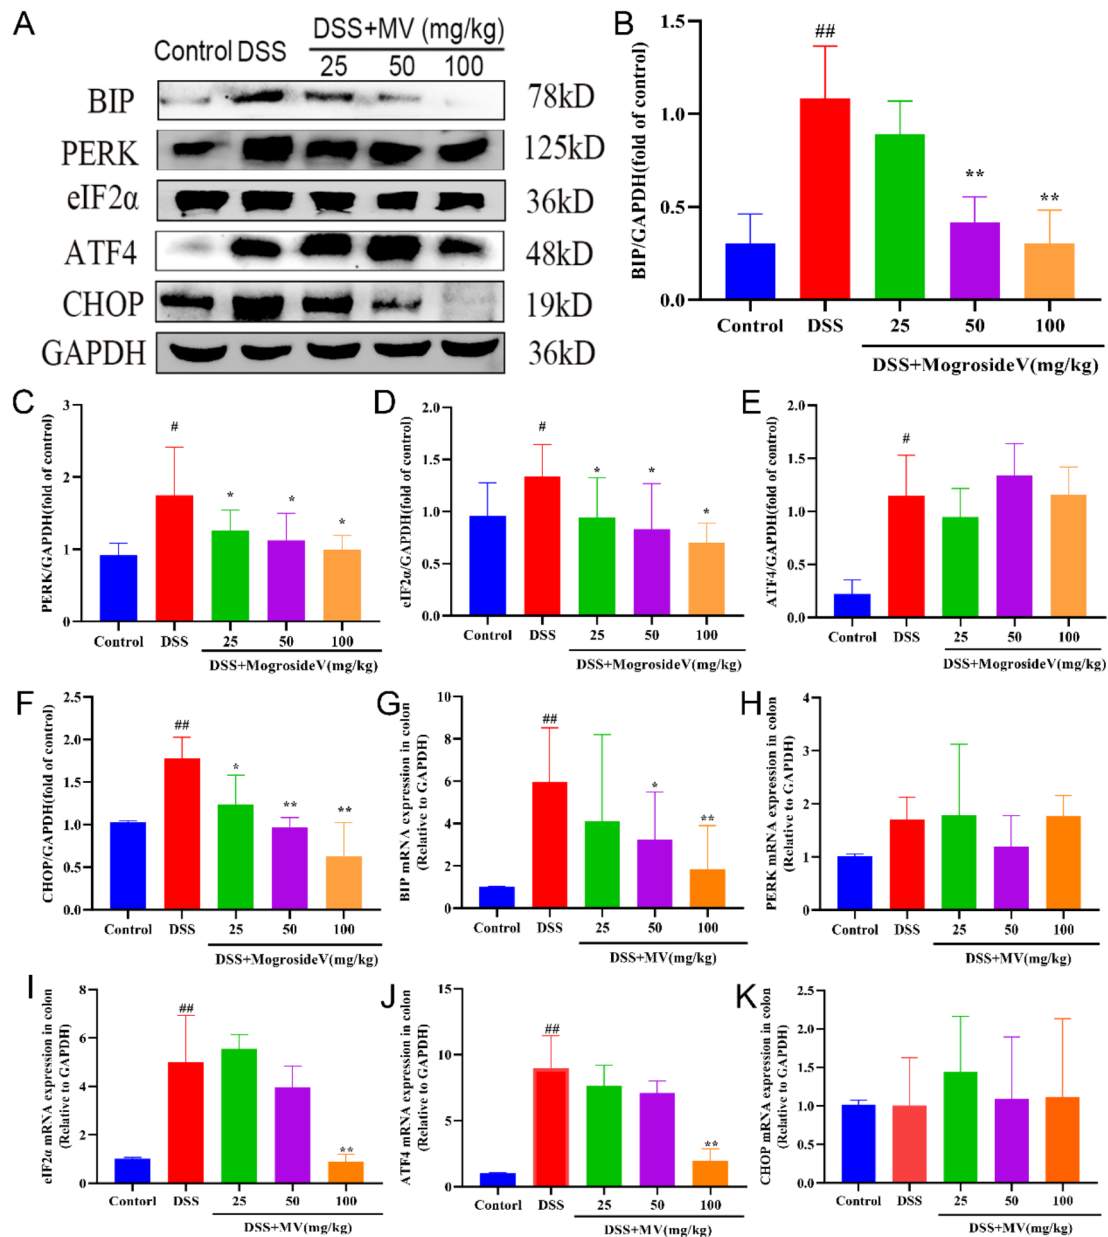 A
Control DSS DSS+MV (mg/kg)
25 50 100
BIP 78kD
PERK 125kD
eIF2α 36kD
ATF4 48kD
CHOP 19kD
GAPDH 36kD
B
BIP/GAPDH(fold of control)
1.5
1.0
0.5
0.0
##
**
**
Control DSS 25 50 100
DSS+MogrosideV(mg/kg)
C
PERK/GAPDH(fold of control)
3
2
1
0
#
*
*
*
Control DSS 25 50 100
DSS+MogrosideV(mg/kg)
D
eIF2α/GAPDH(fold of control)
2.0
1.5
1.0
0.5
0.0
#
*
*
*
Control DSS 25 50 100
DSS+MogrosideV(mg/kg)
E
ATF4/GAPDH(fold of control)
2.0
1.5
1.0
0.5
0.0
#
Control DSS 25 50 100
DSS+MogrosideV(mg/kg)
F
CHOP/GAPDH(fold of control)
2.5
2.0
1.5
1.0
0.5
0.0
##
*
**
**
Control DSS 25 50 100
DSS+MogrosideV(mg/kg)
G
BIP mRNA expression in colon
(Relative to GAPDH)
10
8
6
4
2
0
##
*
**
Control DSS 25 50 100
DSS+MV(mg/kg)
H
PERK mRNA expression in colon
(Relative to GAPDH)
4
3
2
1
0
Control DSS 25 50 100
DSS+MV(mg/kg)
I
eIF2α mRNA expression in colon
(Relative to GAPDH)
8
6
4
2
0
##
**
Contorl DSS 25 50 100
DSS+MV(mg/kg)
J
ATF4 mRNA expression in colon
(Relative to GAPDH)
15
10
5
0
##
**
Contorl DSS 25 50 100
DSS+MV(mg/kg)
K
CHOP mRNA expression in colon
(Relative to GAPDH)
2.5
2.0
1.5
1.0
0.5
0.0
Control DSS 25 50 100
DSS+MV(mg/kg)